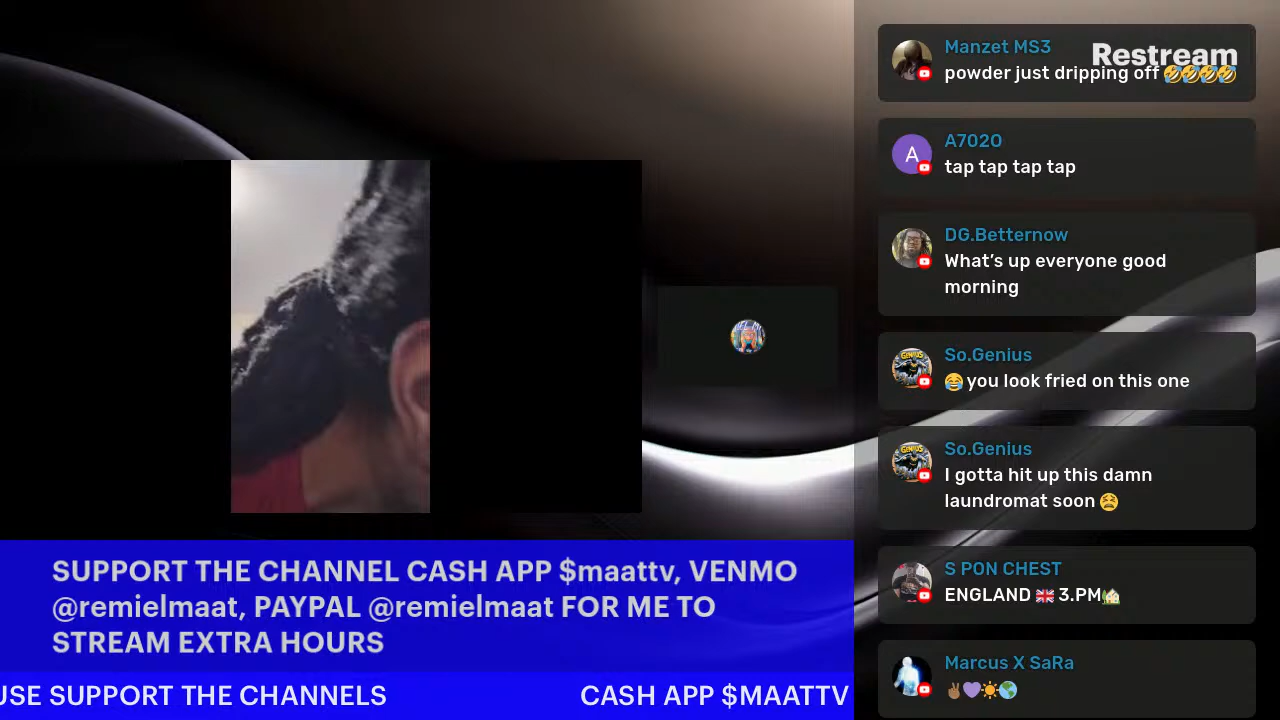 Restream
Manzet MS3
powder just dripping off 🤣🤣🤣🤣
A
A702O
tap tap tap tap
DG.Betternow
What's up everyone good
morning
GENIUS
So.Genius
😂 you look fried on this one
GENIUS
So.Genius
I gotta hit up this damn
laundromat soon 😫
S PON CHEST
ENGLAND 🇬🇧 3.PM🏡
Marcus X SaRa
✌🏾💜☀️🌎
SUPPORT THE CHANNEL CASH APP $maattv, VENMO
@remielmaat, PAYPAL @remielmaat FOR ME TO
STREAM EXTRA HOURS
USE SUPPORT THE CHANNELS CASH APP $MAATTV